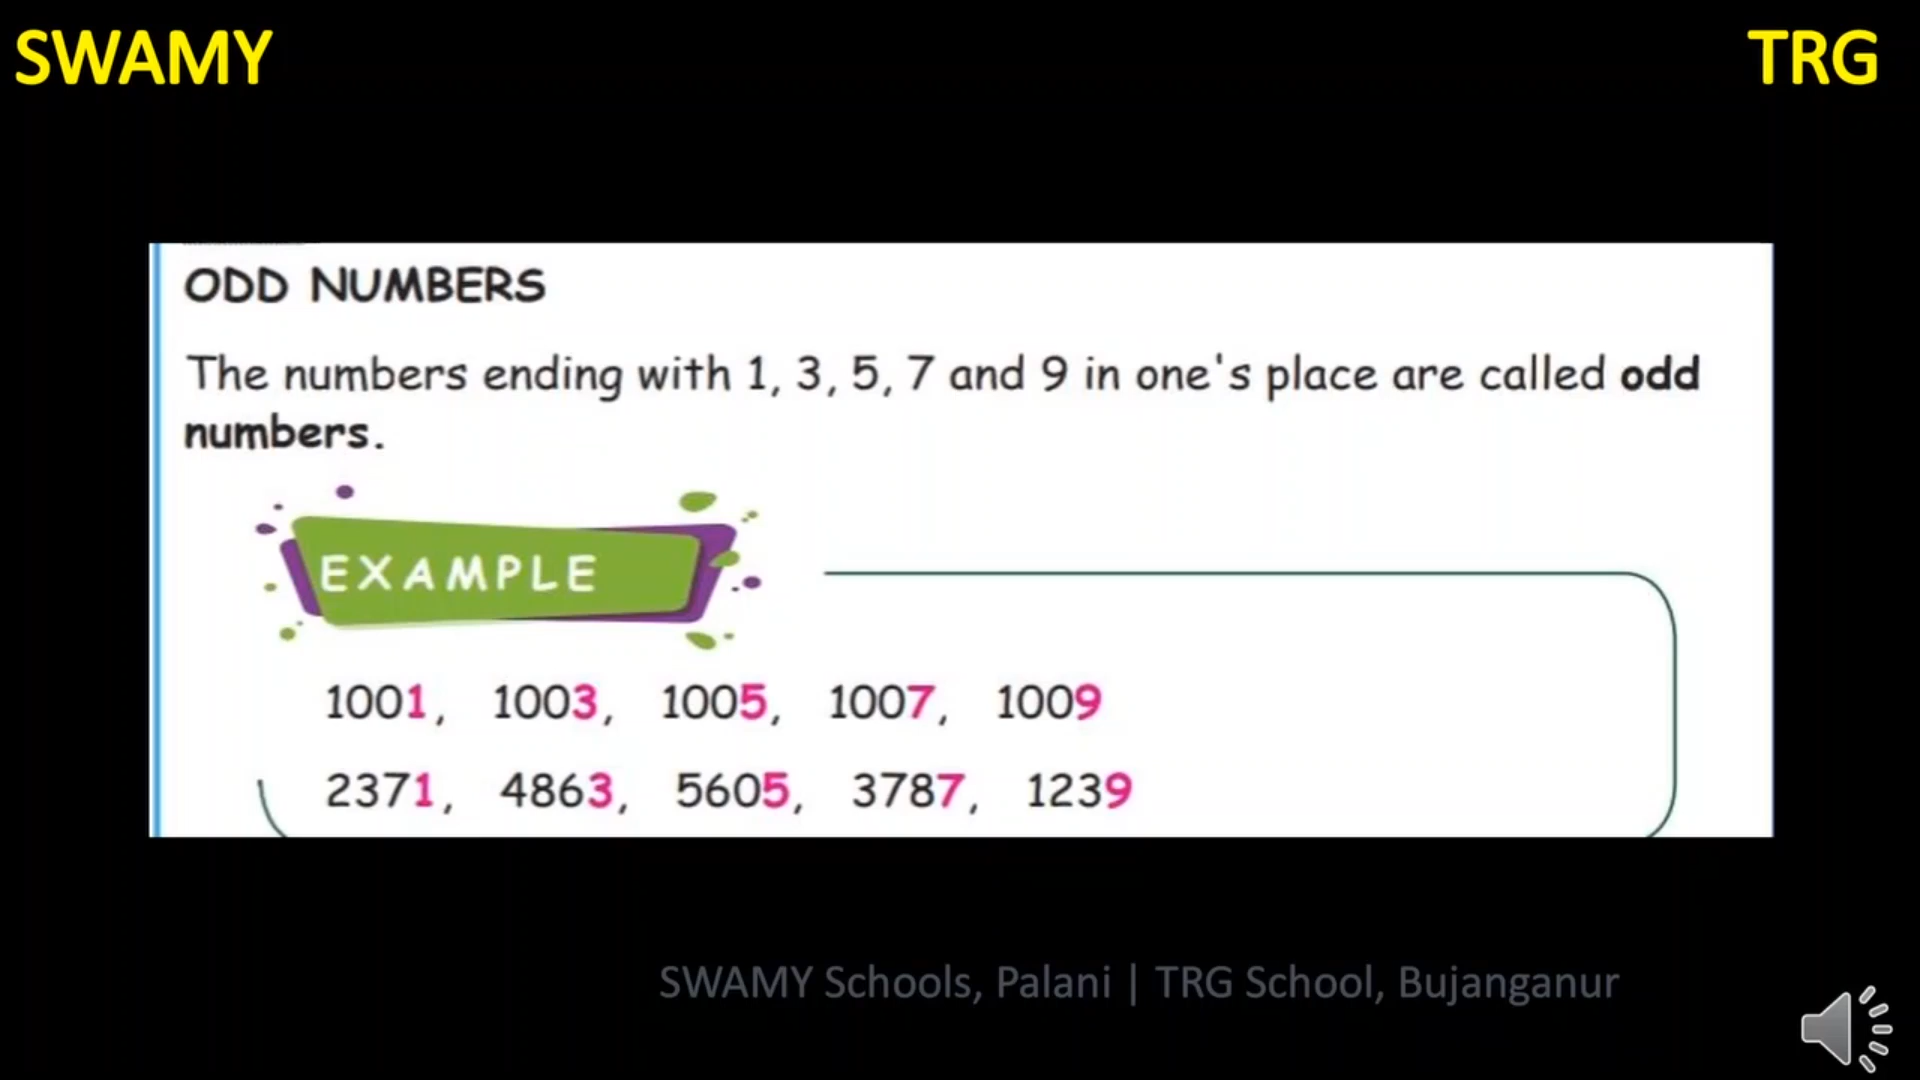 SWAMY
TRG
ODD NUMBERS
The numbers ending with 1, 3, 5, 7 and 9 in one's place are called odd
numbers.
EXAMPLE
1001, 1003, 1005, 1007, 1009
2371, 4863, 5605, 3787, 1239
SWAMY Schools, Palani | TRG School, Bujanganur